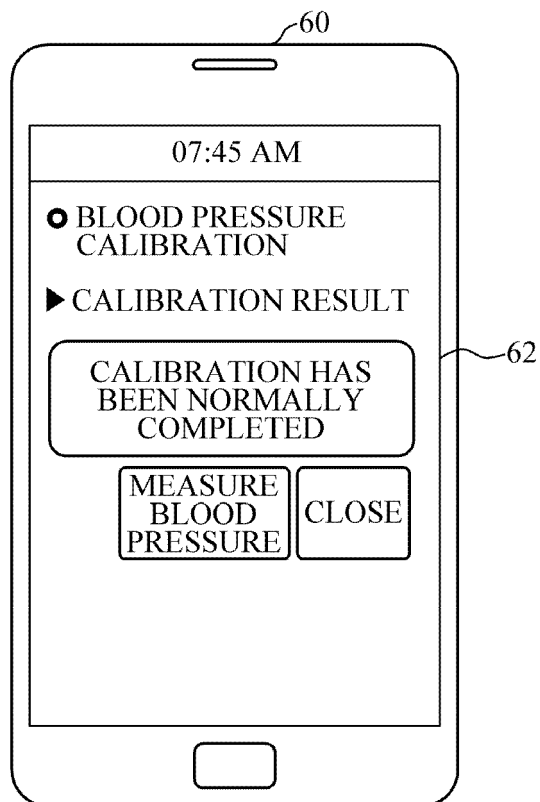 60
07:45 AM
BLOOD PRESSURE
CALIBRATION
CALIBRATION RESULT
CALIBRATION HAS
BEEN NORMALLY
COMPLETED
62
MEASURE
BLOOD
PRESSURE
CLOSE